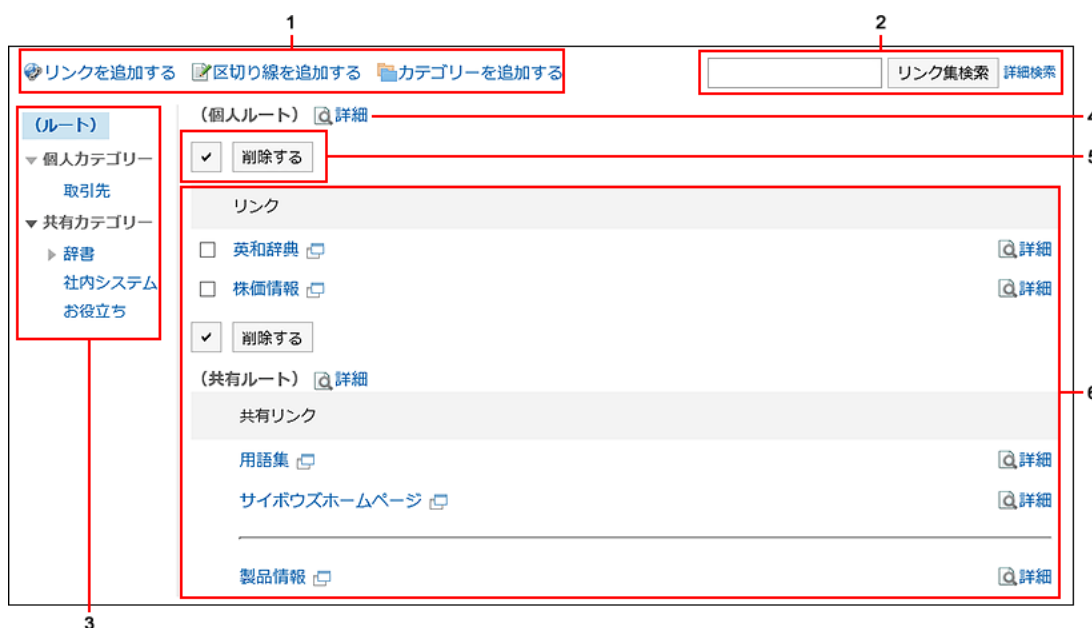 1
2
リンクを追加する 区切り線を追加する カテゴリーを追加する
リンク集検索 詳細検索
(ルート)
個人カテゴリー
取引先
共有カテゴリー
辞書
社内システム
お役立ち
3
(個人ルート) 詳細
4
削除する
5
リンク
英和辞典 詳細
株価情報 詳細
削除する
(共有ルート) 詳細
6
共有リンク
用語集 詳細
サイボウズホームページ 詳細
製品情報 詳細